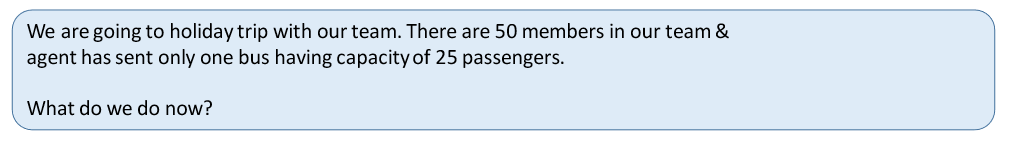 We are going to holiday trip with our team. There are 50 members in our team &
agent has sent only one bus having capacity of 25 passengers.
What do we do now?